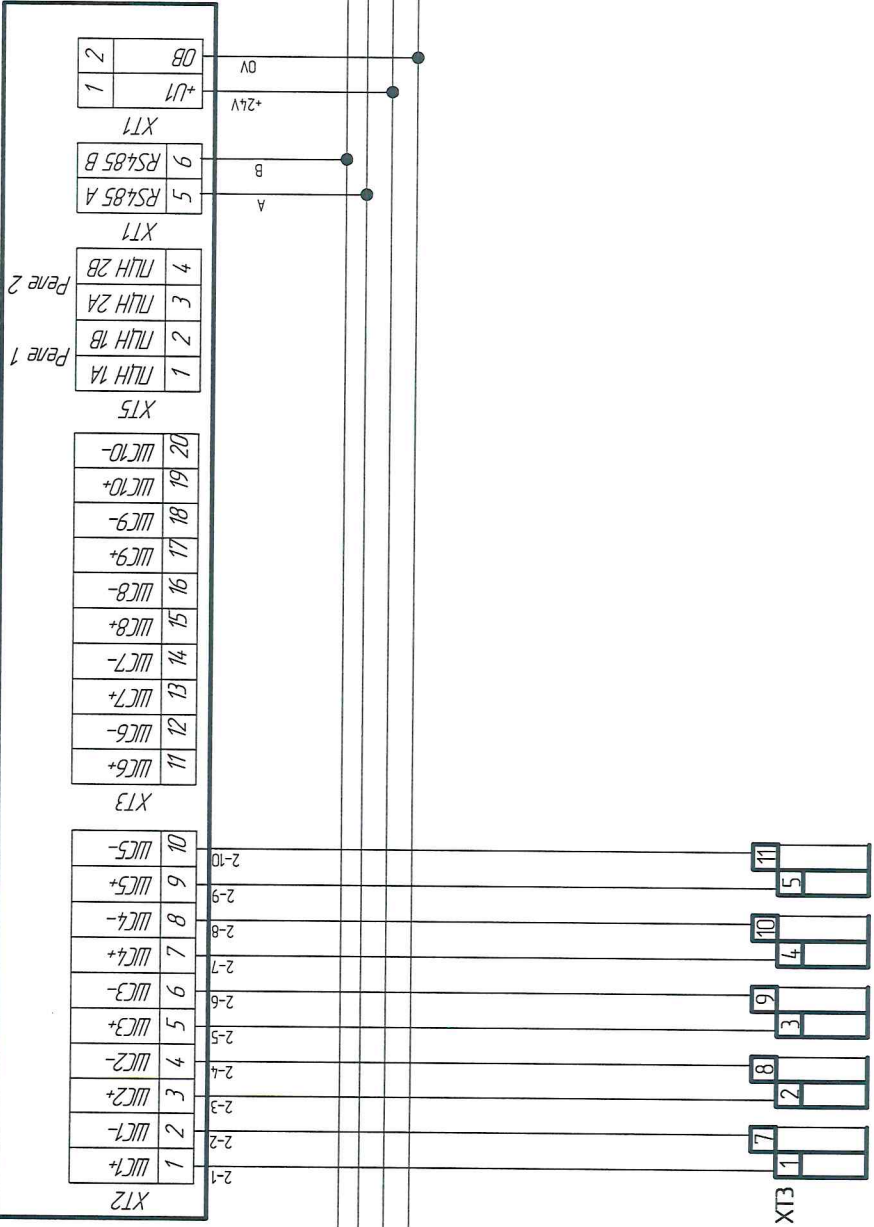 XT2
1 ШС1+
2 ШС1-
3 ШС2+
4 ШС2-
5 ШС3+
6 ШС3-
7 ШС4+
8 ШС4-
9 ШС5+
10 ШС5-
XT3
11 ШС6+
12 ШС6-
13 ШС7+
14 ШС7-
15 ШС8+
16 ШС8-
17 ШС9+
18 ШС9-
19 ШС10+
20 ШС10-
XT5
1 ПЦН 1А
2 ПЦН 1В
3 ПЦН 2А
4 ПЦН 2В
Реле 1
Реле 2
XT1
5 RS485 A
6 RS485 B
XT1
1 +U1
2 0В
A
B
+24V
0V
2-1
2-2
2-3
2-4
2-5
2-6
2-7
2-8
2-9
2-10
XT3
1
7
2
8
3
9
4
10
5
11